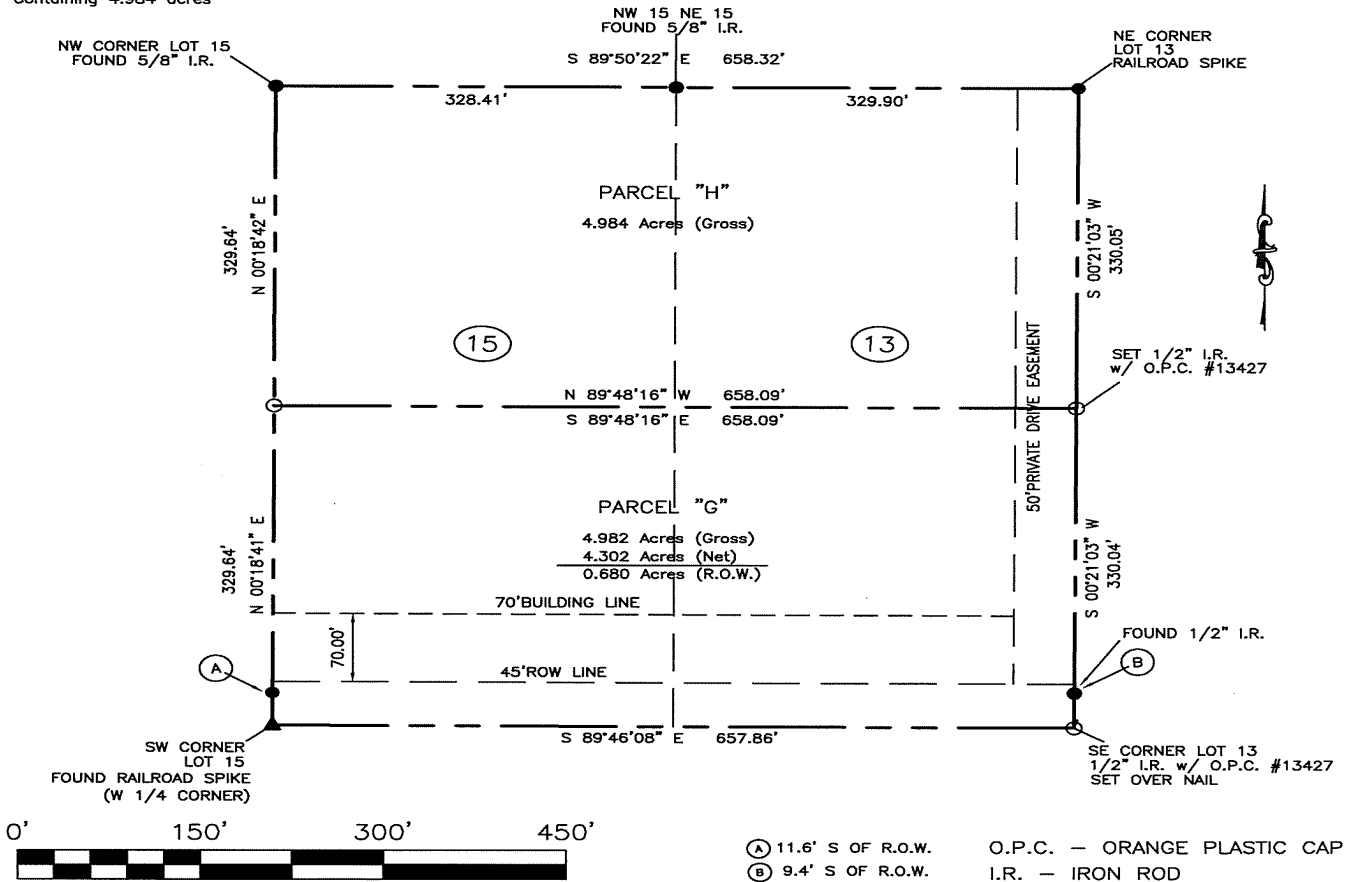 Containing 4.984 acres
NW 15 NE 15
FOUND 5/8" I.R.
NW CORNER LOT 15
FOUND 5/8" I.R.
S 89°50'22" E 658.32'
NE CORNER
LOT 13
RAILROAD SPIKE
328.41'
329.90'
PARCEL "H"
4.984 Acres (Gross)
329.64'
N 00°18'42" E
S 00°21'03" W
330.05'
15
13
50'PRIVATE DRIVE EASEMENT
SET 1/2" I.R.
w/ O.P.C. #13427
N 89°48'16" W 658.09'
S 89°48'16" E 658.09'
PARCEL "G"
4.982 Acres (Gross)
4.302 Acres (Net)
0.680 Acres (R.O.W.)
329.64'
N 00°18'41" E
S 00°21'03" W
330.04'
70'BUILDING LINE
70.00'
FOUND 1/2" I.R.
A
B
45'ROW LINE
S 89°46'08" E 657.86'
SW CORNER
LOT 15
FOUND RAILROAD SPIKE
(W 1/4 CORNER)
SE CORNER LOT 13
1/2" I.R. w/ O.P.C. #13427
SET OVER NAIL
0' 150' 300' 450'
A 11.6' S OF R.O.W.
B 9.4' S OF R.O.W.
O.P.C. – ORANGE PLASTIC CAP
I.R. – IRON ROD